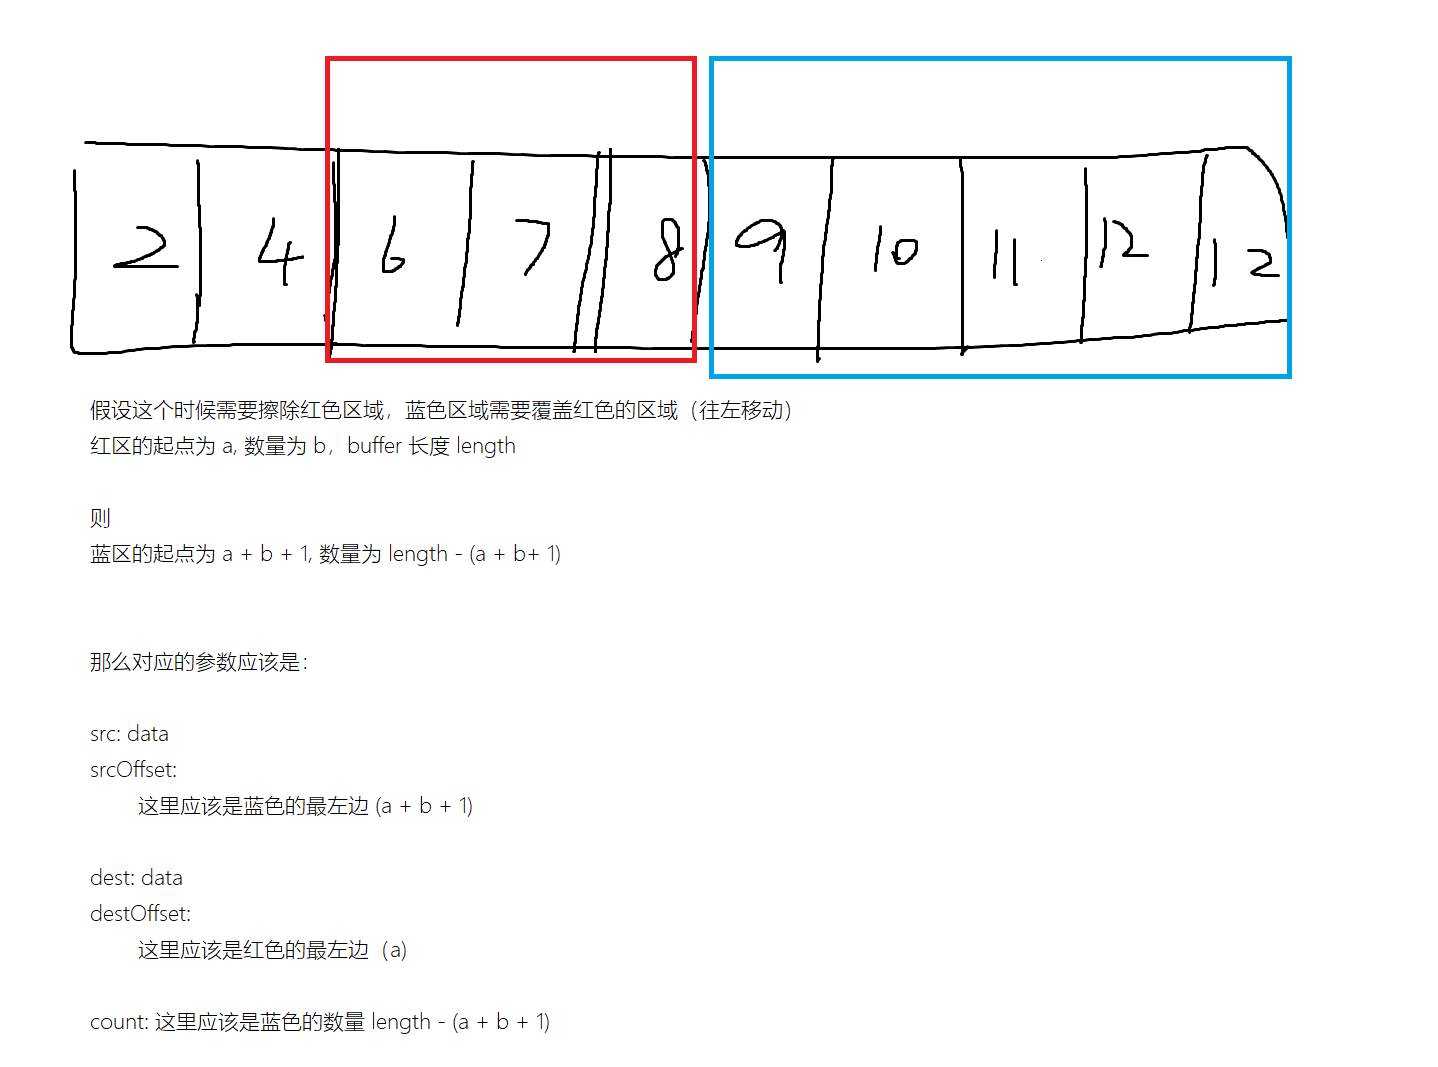 2 4 6 7 8 9 10 11 12 12
假设这个时候需要擦除红色区域，蓝色区域需要覆盖红色的区域（往左移动）
红区的起点为 a, 数量为 b，buffer 长度 length
则
蓝区的起点为 a + b + 1, 数量为 length - (a + b+ 1)
那么对应的参数应该是：
src: data
srcOffset:
这里应该是蓝色的最左边 (a + b + 1)
dest: data
destOffset:
这里应该是红色的最左边（a)
count: 这里应该是蓝色的数量 length - (a + b + 1)